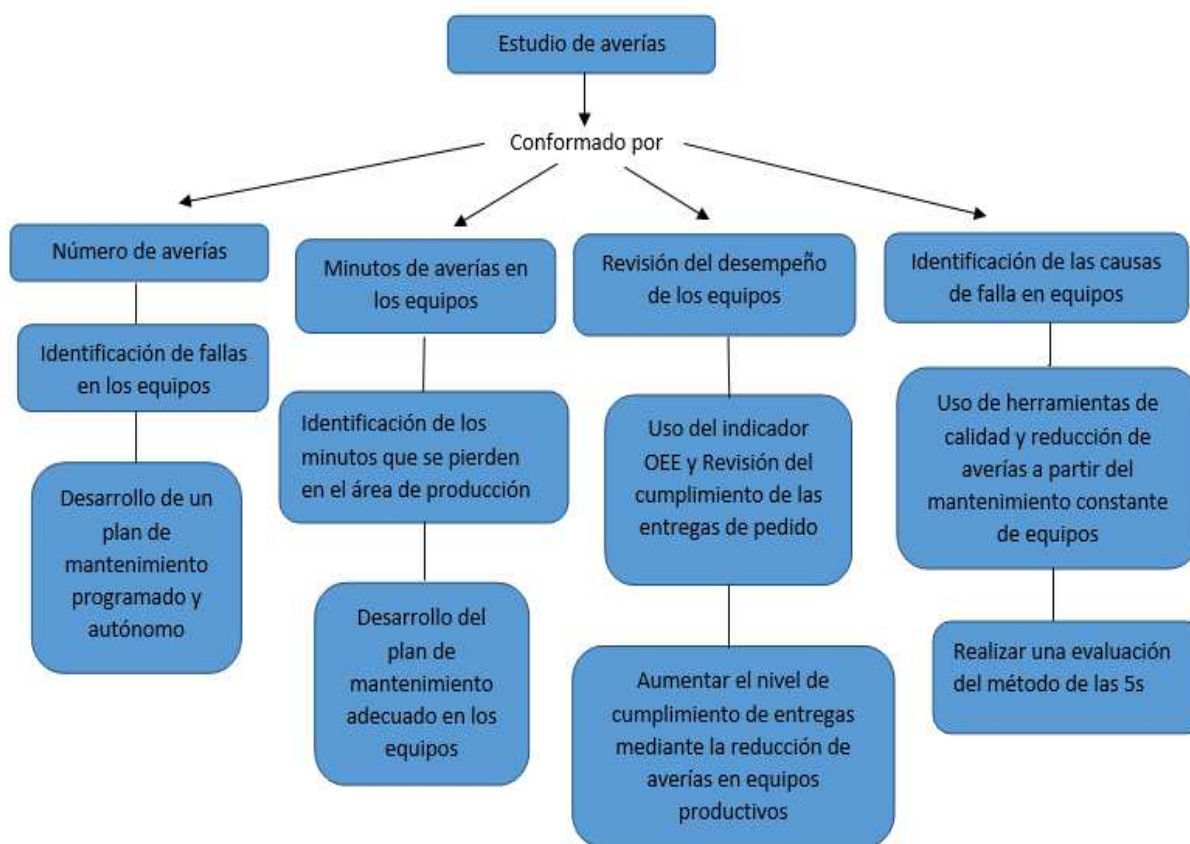 Estudio de averías
Conformado por
Número de averías
Identificación de fallas
en los equipos
Desarrollo de un
plan de
mantenimiento
programado y
autónomo
Minutos de averías en
los equipos
Identificación de los
minutos que se pierden
en el área de producción
Desarrollo del
plan de
mantenimiento
adecuado en los
equipos
Revisión del desempeño
de los equipos
Uso del indicador
OEE y Revisión del
cumplimiento de las
entregas de pedido
Aumentar el nivel de
cumplimiento de entregas
mediante la reducción de
averías en equipos
productivos
Identificación de las causas
de falla en equipos
Uso de herramientas de
calidad y reducción de
averías a partir del
mantenimiento constante
de equipos
Realizar una evaluación
del método de las 5s